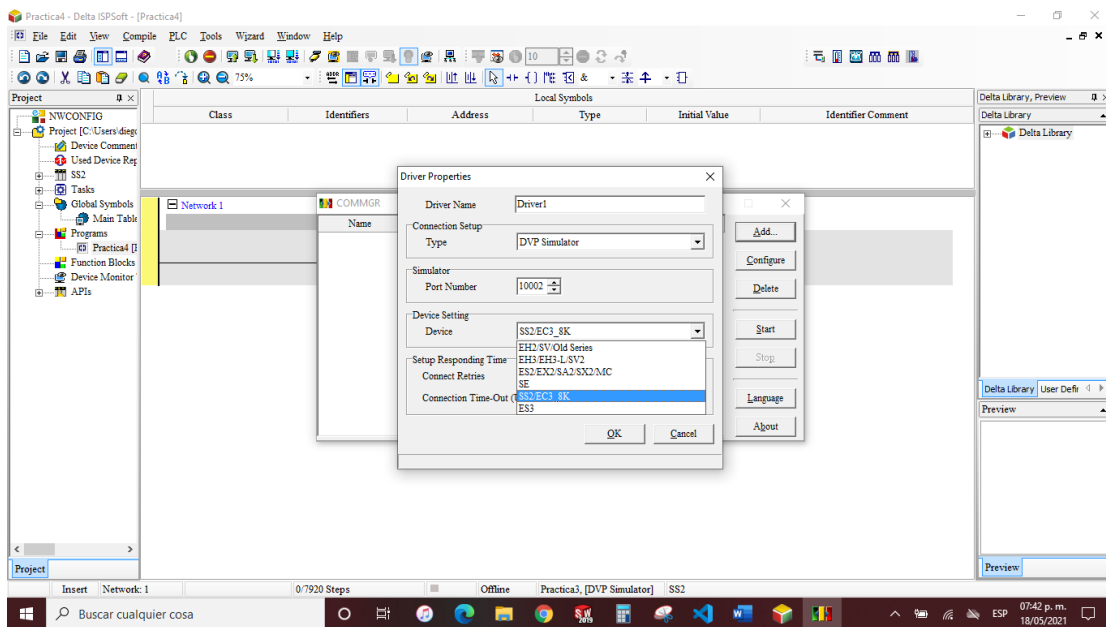 Practica4 - Delta ISPSoft - [Practica4]
File Edit View Compile PLC Tools Wizard Window Help
10
75%
Project
NWCONFIG
Project [C:\Users\dieg
Device Comment
Used Device Rep
SS2
Tasks
Global Symbols
Main Table
Programs
Practica4 [
Function Blocks
Device Monitor
APIs
Project
Local Symbols
Class Identifiers Address Type Initial Value Identifier Comment
Network 1
COMMGR
Name
Add...
Configure
Delete
Start
Stop
Language
About
Driver Properties
Driver Name Driver1
Connection Setup
Type DVP Simulator
Simulator
Port Number 10002
Device Setting
Device SS2/EC3_8K
EH2/SV/Old Series
EH3/EH3-L/SV2
ES2/EX2/SA2/SX2/MC
SE
SS2/EC3_8K
ES3
Setup Responding Time
Connect Retries
Connection Time-Out (
OK Cancel
Delta Library, Preview
Delta Library
Delta Library
Delta Library User Defir
Preview
Preview
Insert Network: 1 0/7920 Steps Offline Practica3, [DVP Simulator] SS2
Buscar cualquier cosa
ESP
07:42 p. m.
18/05/2021